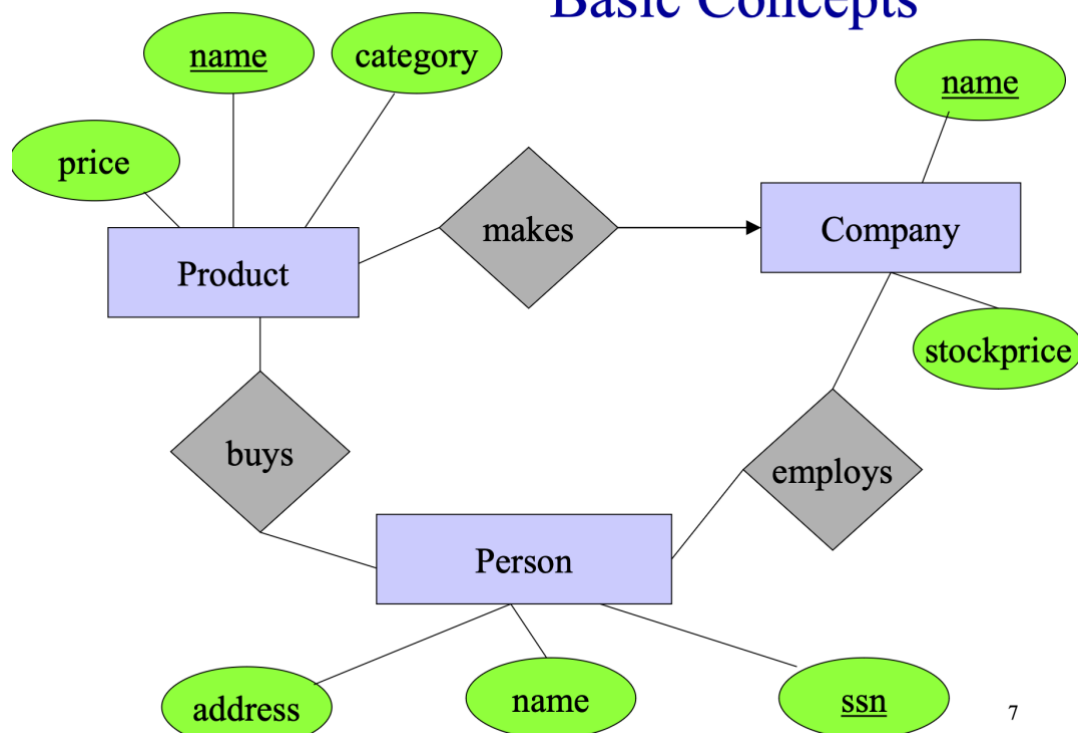 Basic Concepts
name
category
name
price
makes
Company
Product
stockprice
buys
employs
Person
address
name
ssn
7